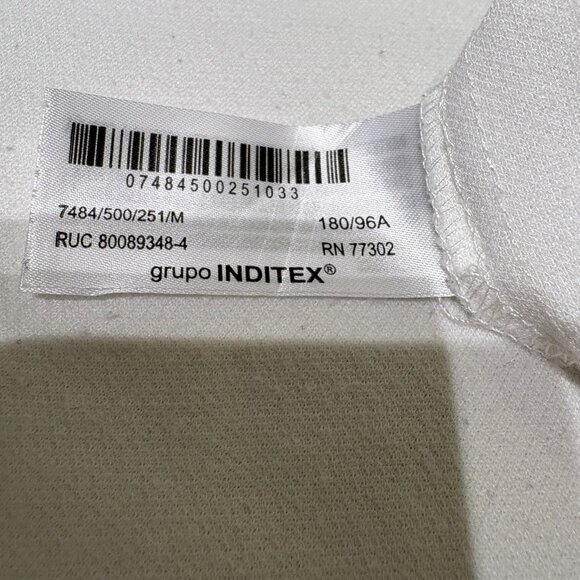 07484500251033
7484/500/251/M 180/96A
RUC 80089348-4 RN 77302
grupo INDITEX®